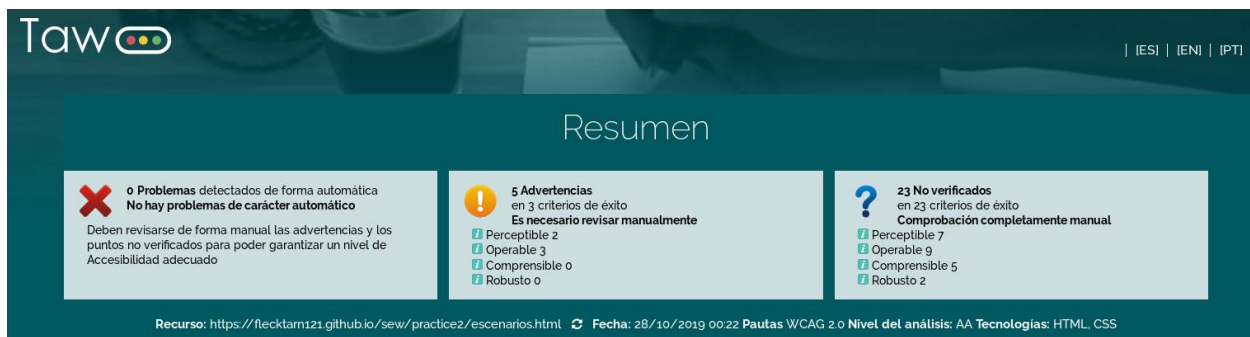 Taw
| [ES] | [EN] | [PT]
Resumen
0 Problemas detectados de forma automática
No hay problemas de carácter automático
Deben revisarse de forma manual las advertencias y los
puntos no verificados para poder garantizar un nivel de
Accesibilidad adecuado
5 Advertencias
en 3 criterios de éxito
Es necesario revisar manualmente
Perceptible 2
Operable 3
Comprensible 0
Robusto 0
23 No verificados
en 23 criterios de éxito
Comprobación completamente manual
Perceptible 7
Operable 9
Comprensible 5
Robusto 2
Recurso: https://flecktarn121.github.io/sew/practice2/escenarios.html Fecha: 28/10/2019 00:22 Pautas WCAG 2.0 Nivel del análisis: AA Tecnologías: HTML, CSS